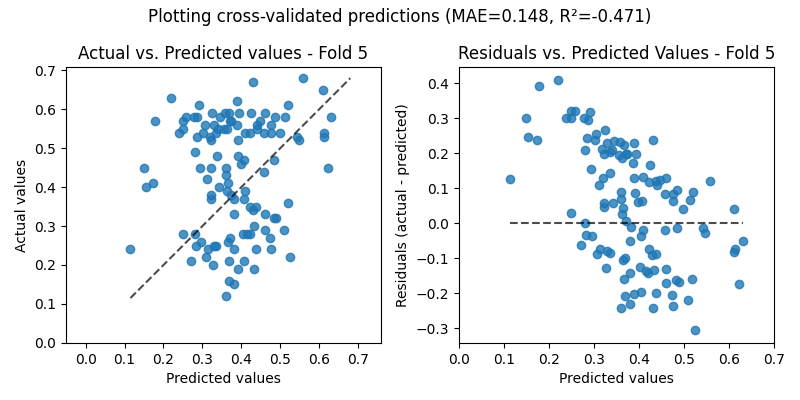 Plotting cross-validated predictions (MAE=0.148, R²=-0.471)
Actual vs. Predicted values - Fold 5
Residuals vs. Predicted Values - Fold 5
Actual values
0.7
0.6
0.5
0.4
0.3
0.2
0.1
0.0
0.0 0.1 0.2 0.3 0.4 0.5 0.6 0.7
Predicted values
Residuals (actual - predicted)
0.4
0.3
0.2
0.1
0.0
−0.1
−0.2
−0.3
0.0 0.1 0.2 0.3 0.4 0.5 0.6 0.7
Predicted values